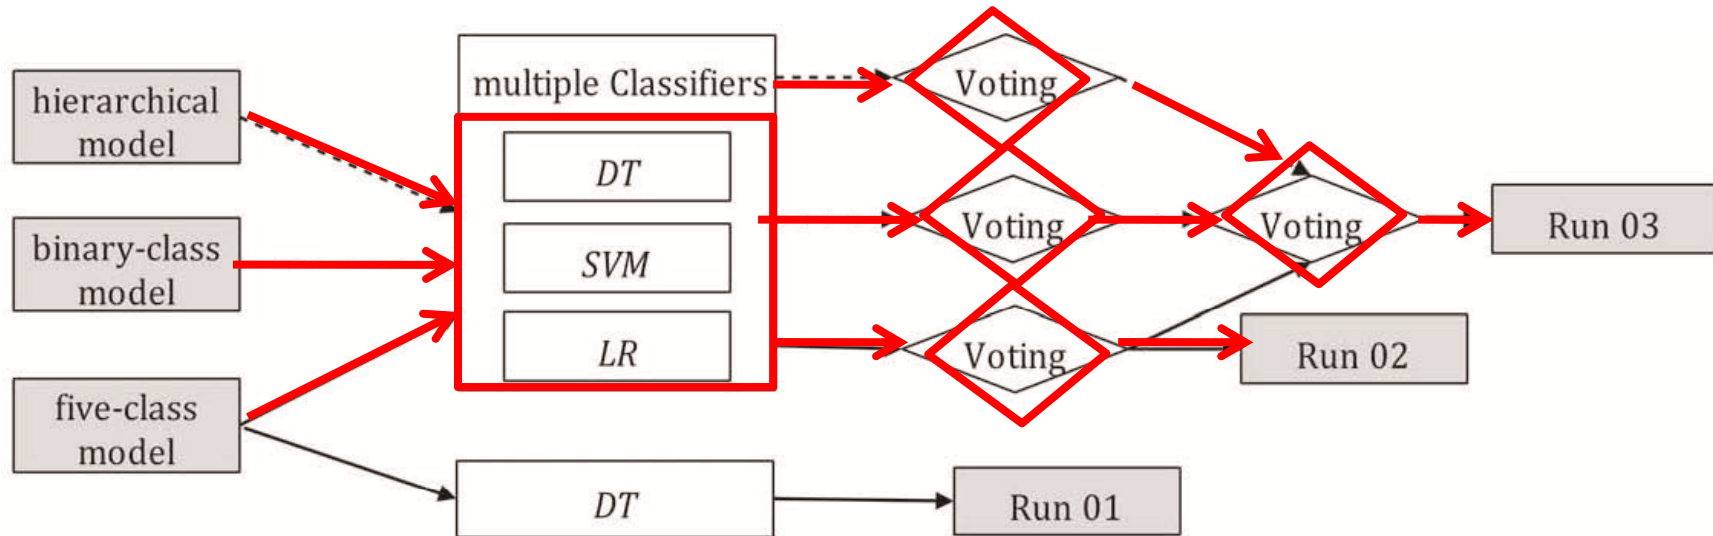 hierarchical
model
binary-class
model
five-class
model
multiple Classifiers
DT
SVM
LR
DT
Voting
Voting
Voting
Voting
Run 03
Run 02
Run 01